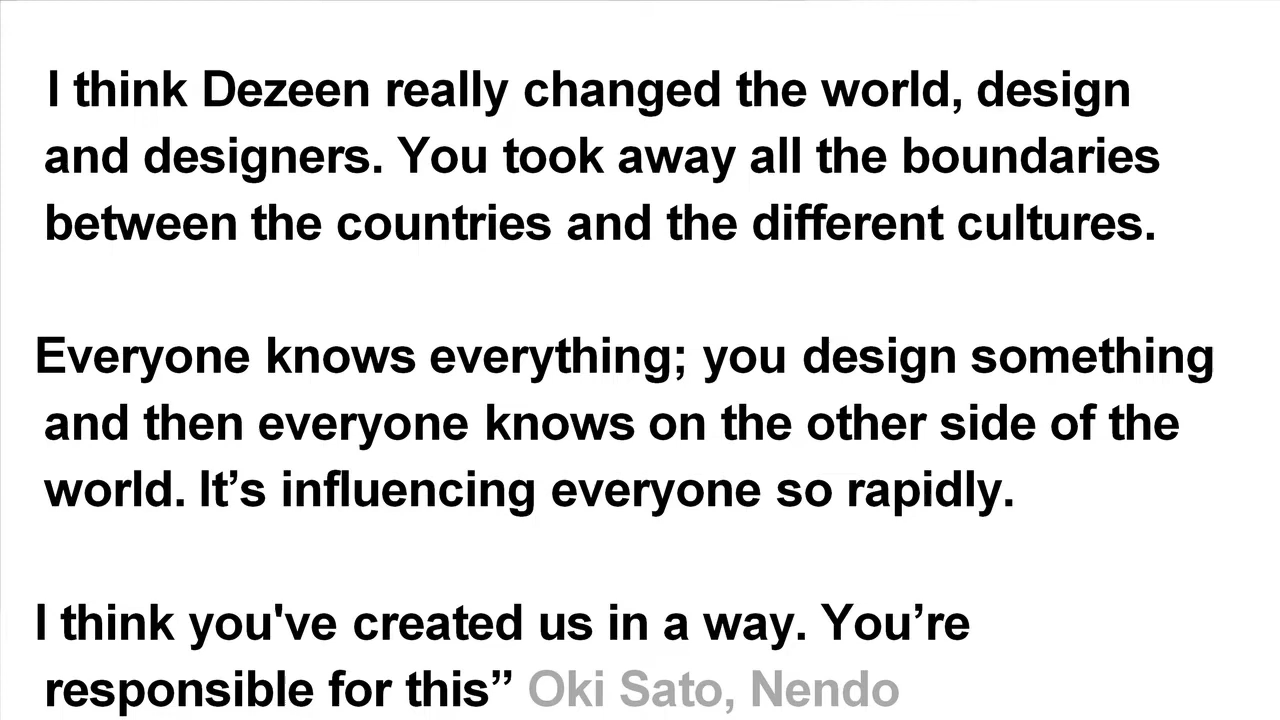 I think Dezeen really changed the world, design
and designers. You took away all the boundaries
between the countries and the different cultures.
Everyone knows everything; you design something
and then everyone knows on the other side of the
world. It’s influencing everyone so rapidly.
I think you've created us in a way. You’re
responsible for this” Oki Sato, Nendo